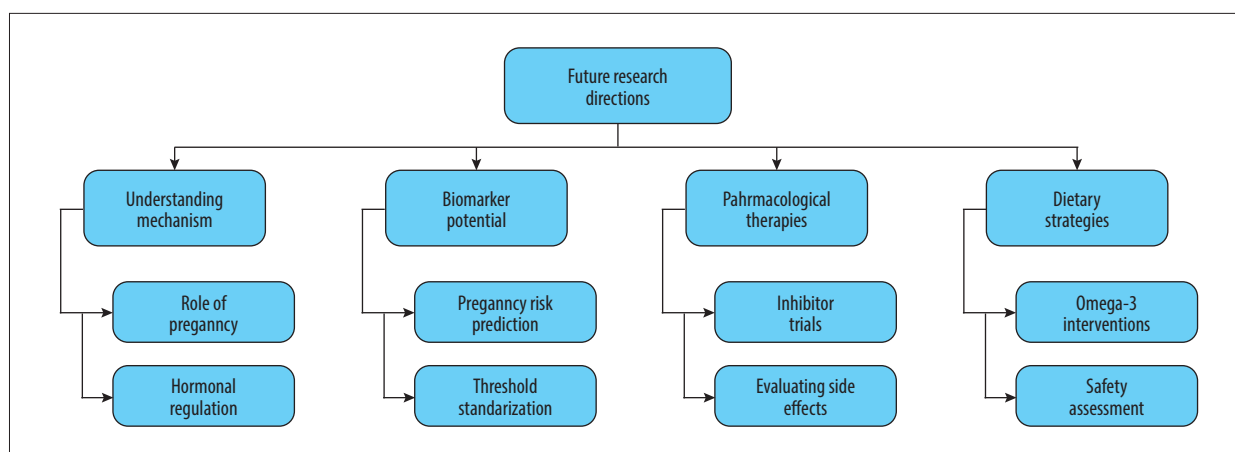 Future research
directions
Understanding
mechanism
Biomarker
potential
Pahrmacological
therapies
Dietary
strategies
Role of
preganncy
Preganncy risk
prediction
Inhibitor
trials
Omega-3
interventions
Hormonal
regulation
Threshold
standarization
Evaluating side
effects
Safety
assessment